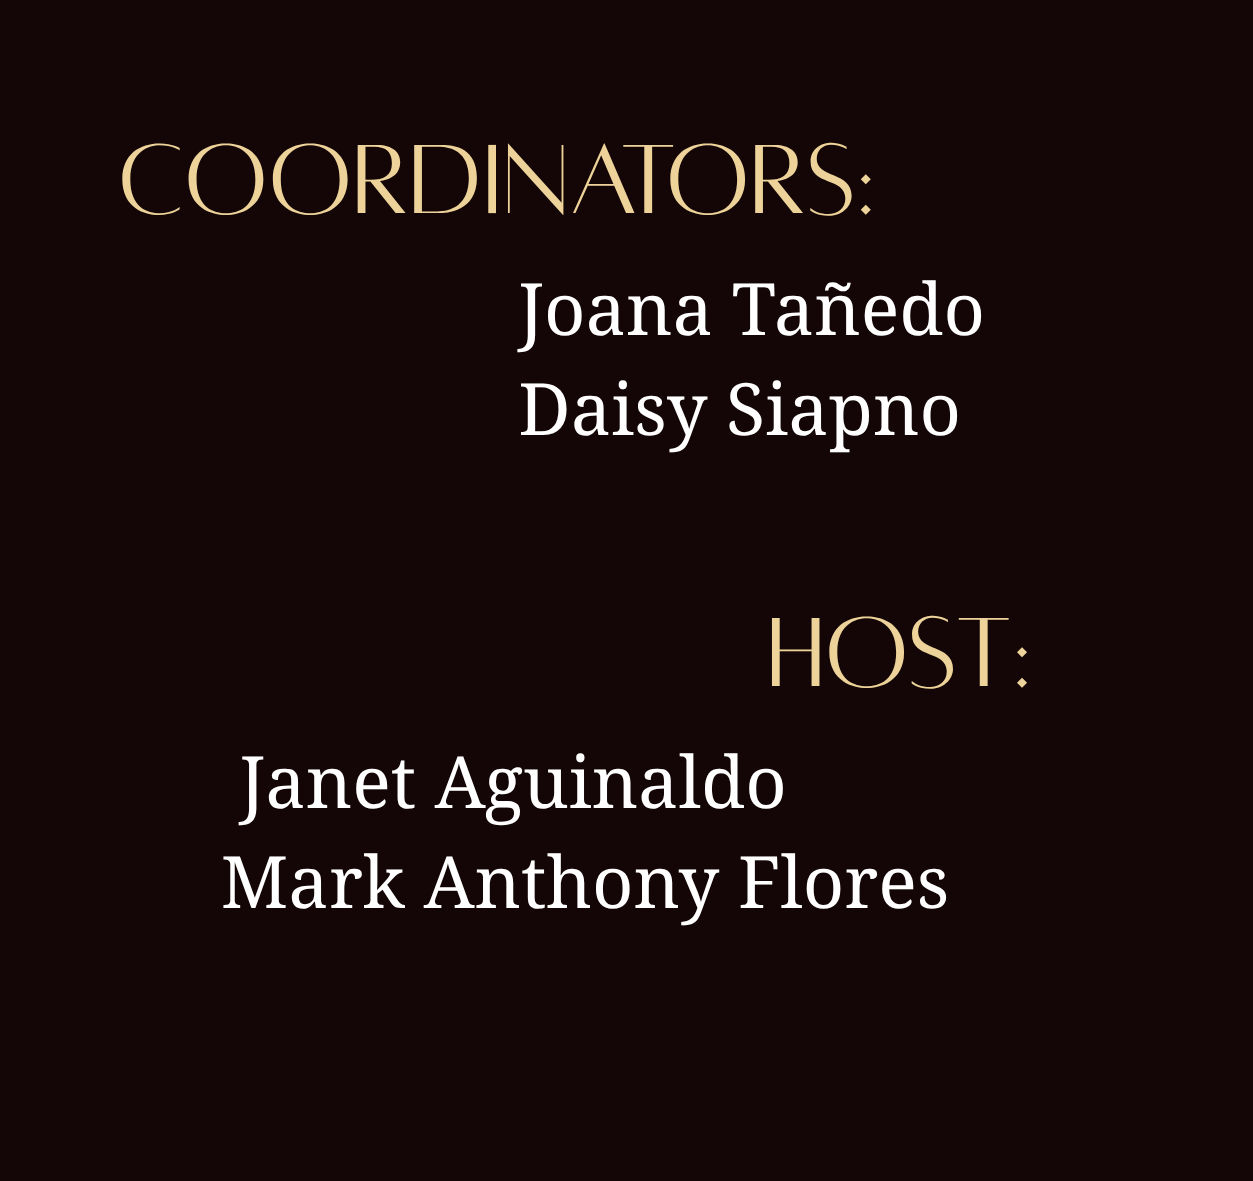 COORDINATORS:
Joana Tañedo
Daisy Siapno
HOST:
Janet Aguinaldo
Mark Anthony Flores